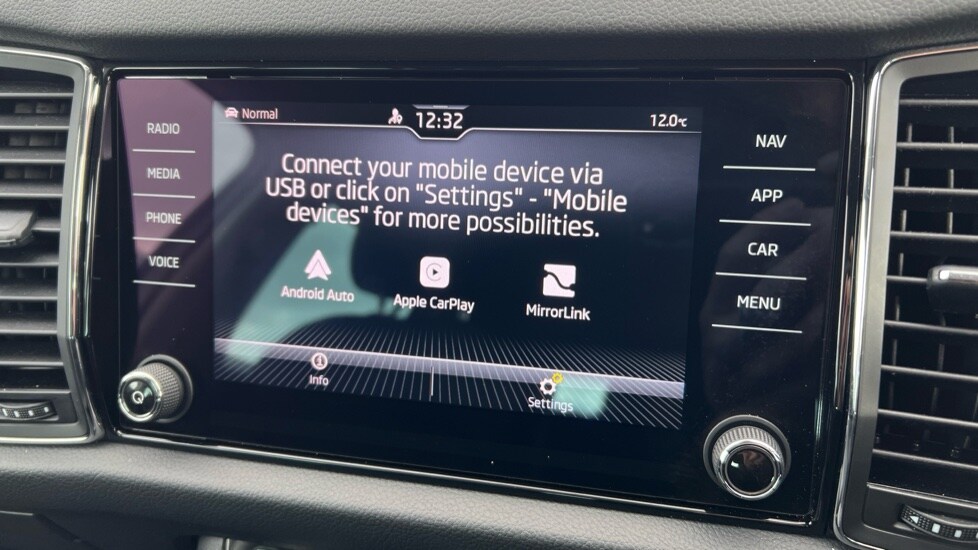 RADIO
MEDIA
PHONE
VOICE
Normal
12:32
12.0°C
Connect your mobile device via
USB or click on "Settings" - "Mobile
devices" for more possibilities.
Android Auto
Apple CarPlay
MirrorLink
Info
Settings
NAV
APP
CAR
MENU